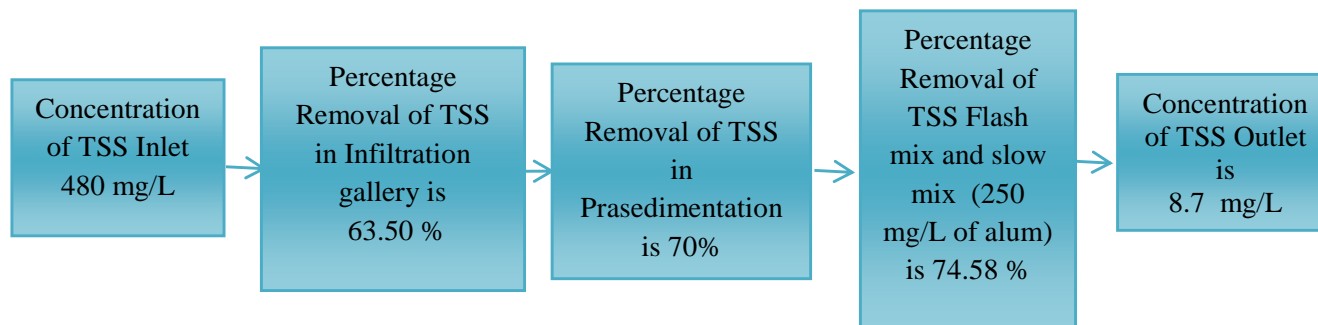 Concentration
of TSS Inlet
480 mg/L
Percentage
Removal of TSS
in Infiltration
gallery is
63.50 %
Percentage
Removal of TSS
in
Prasedimentation
is 70%
Percentage
Removal of
TSS Flash
mix and slow
mix (250
mg/L of alum)
is 74.58 %
Concentration
of TSS Outlet
is
8.7 mg/L